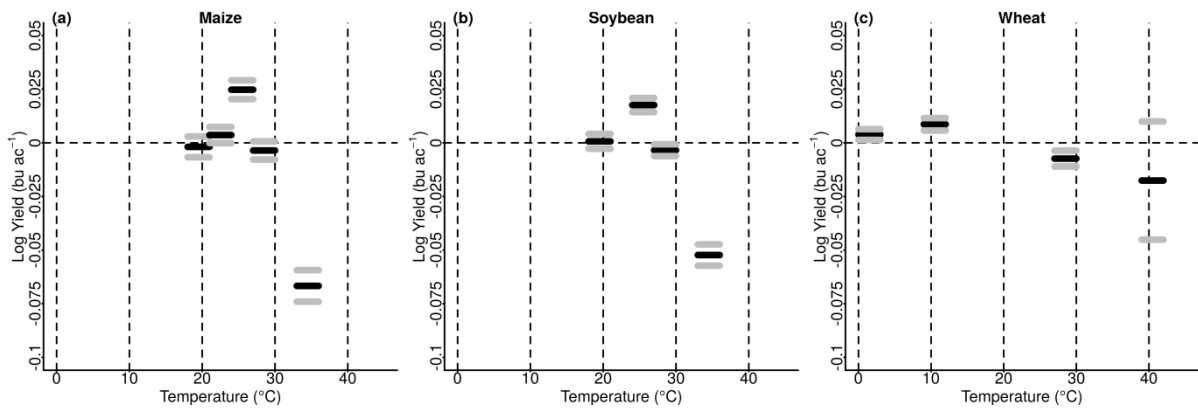 (a) Maize
Log Yield (bu ac⁻¹)
0.05
0.025
0
-0.025
-0.05
-0.075
-0.1
0 10 20 30 40
Temperature (°C)
(b) Soybean
Log Yield (bu ac⁻¹)
0.05
0.025
0
-0.025
-0.05
-0.075
-0.1
0 10 20 30 40
Temperature (°C)
(c) Wheat
Log Yield (bu ac⁻¹)
0.05
0.025
0
-0.025
-0.05
-0.075
-0.1
0 10 20 30 40
Temperature (°C)